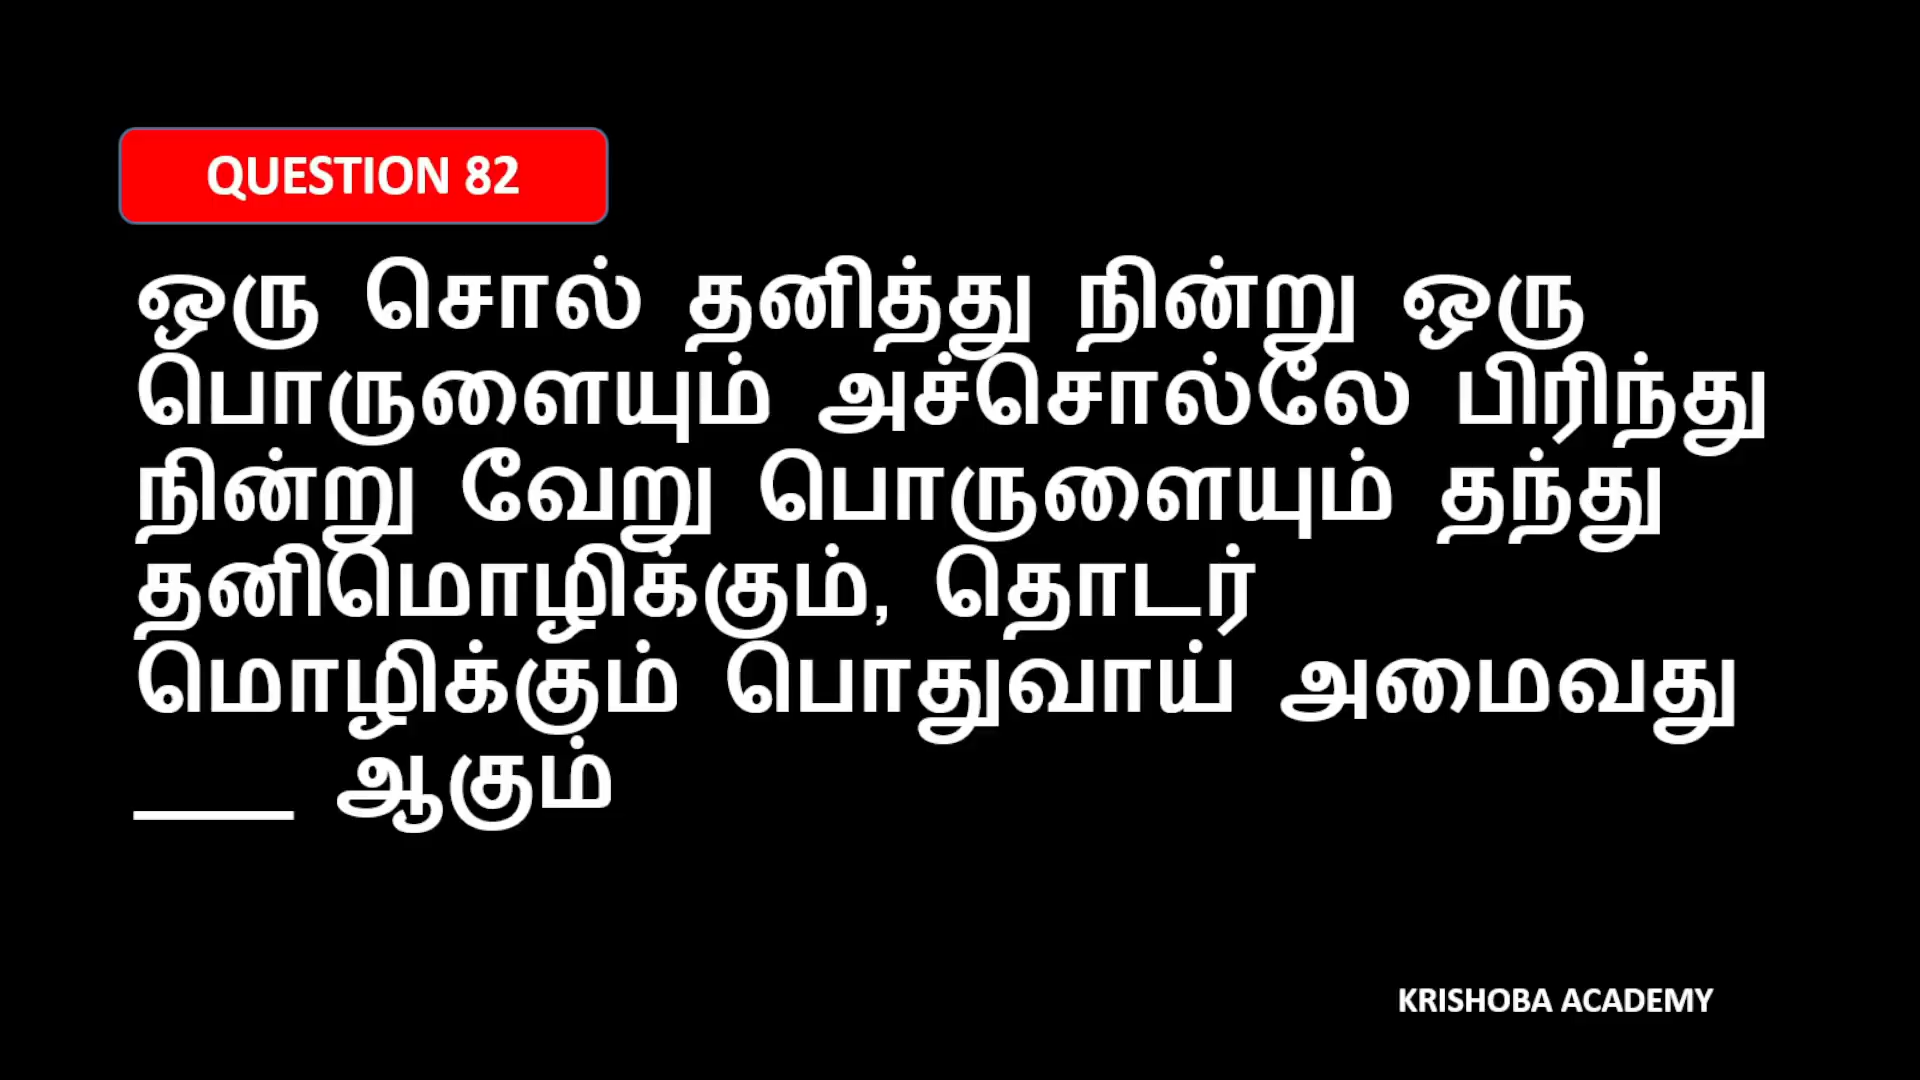 QUESTION 82
ஒரு சொல் தனித்து நின்று ஒரு
பொருளையும் அச்சொல்லே பிரிந்து
நின்று வேறு பொருளையும் தந்து
தனிமொழிக்கும், தொடர்
மொழிக்கும் பொதுவாய் அமைவது
____ ஆகும்
KRISHOBA ACADEMY